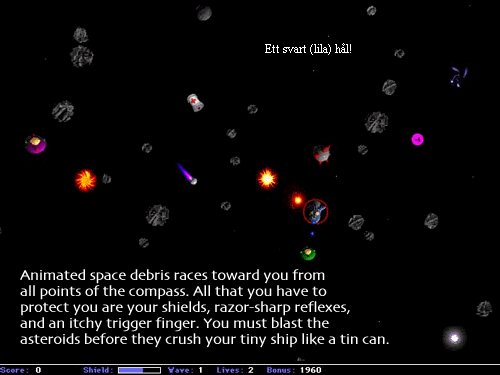 Ett svart (lila) hål!
Animated space debris races toward you from
all points of the compass. All that you have to
protect you are your shields, razor-sharp reflexes,
and an itchy trigger finger. You must blast the
asteroids before they crush your tiny ship like a tin can.
Score: 0 Shield: Wave: 1 Lives: 2 Bonus: 1960